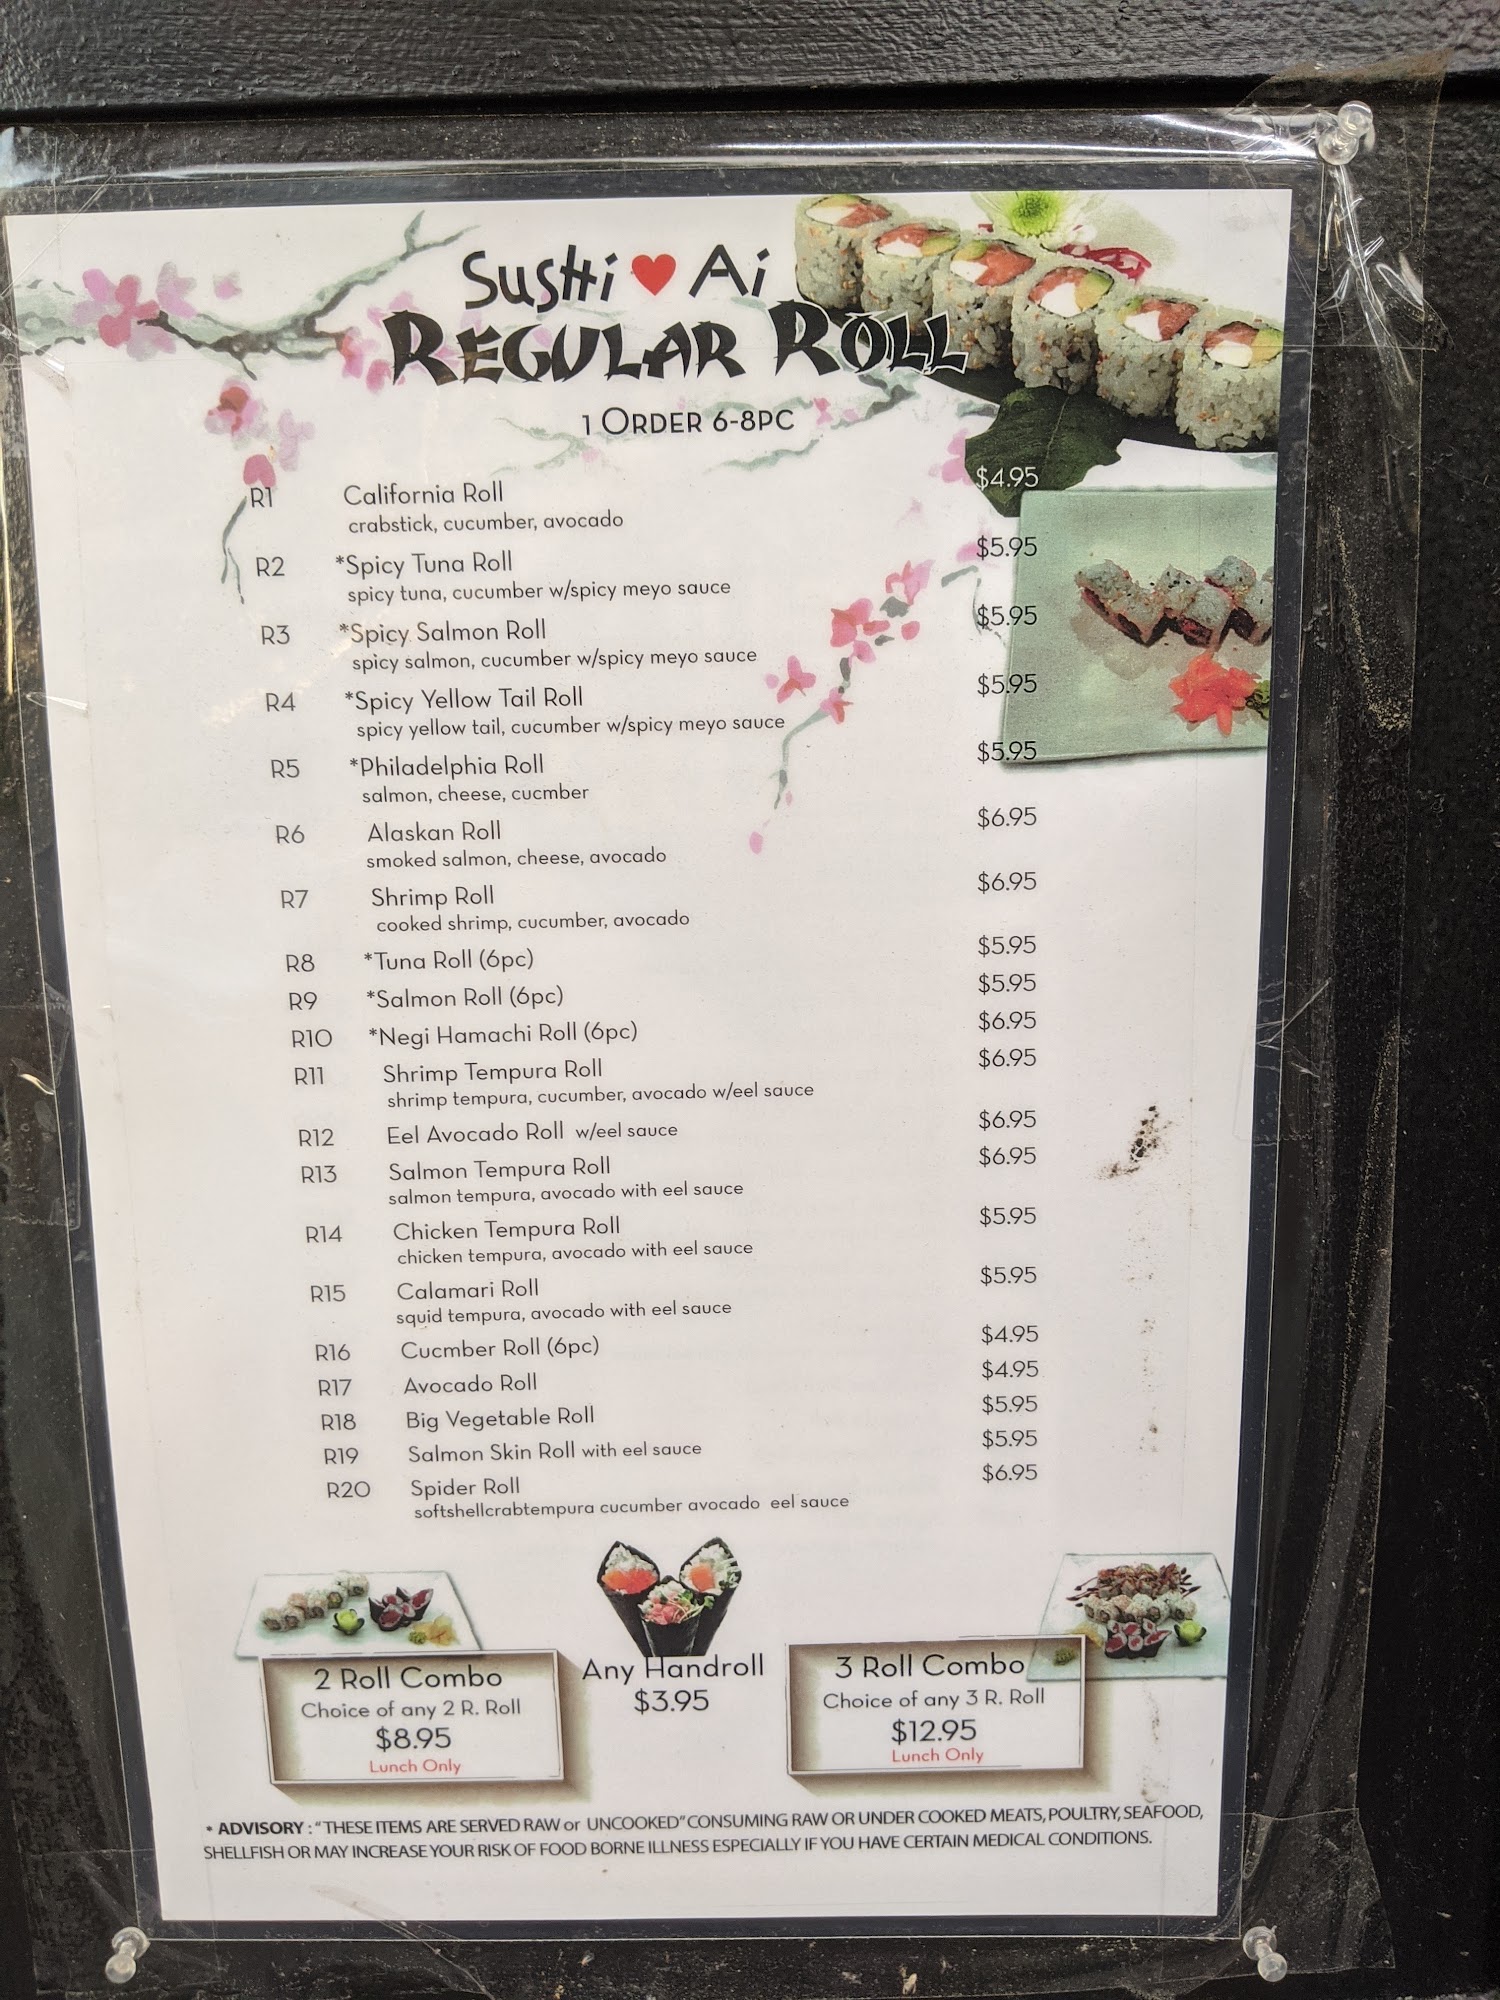 Sushi Ai
REGULAR ROLL
1 ORDER 6-8PC
R1 California Roll $4.95
crabstick, cucumber, avocado
R2 *Spicy Tuna Roll $5.95
spicy tuna, cucumber w/spicy meyo sauce
R3 *Spicy Salmon Roll $5.95
spicy salmon, cucumber w/spicy meyo sauce
R4 *Spicy Yellow Tail Roll $5.95
spicy yellow tail, cucumber w/spicy meyo sauce
R5 *Philadelphia Roll $5.95
salmon, cheese, cucmber
R6 Alaskan Roll $6.95
smoked salmon, cheese, avocado
R7 Shrimp Roll $6.95
cooked shrimp, cucumber, avocado
R8 *Tuna Roll (6pc) $5.95
R9 *Salmon Roll (6pc) $5.95
R10 *Negi Hamachi Roll (6pc) $6.95
R11 Shrimp Tempura Roll $6.95
shrimp tempura, cucumber, avocado w/eel sauce
R12 Eel Avocado Roll w/eel sauce $6.95
R13 Salmon Tempura Roll $6.95
salmon tempura, avocado with eel sauce
R14 Chicken Tempura Roll $5.95
chicken tempura, avocado with eel sauce
R15 Calamari Roll $5.95
squid tempura, avocado with eel sauce
R16 Cucmber Roll (6pc) $4.95
R17 Avocado Roll $4.95
R18 Big Vegetable Roll $5.95
R19 Salmon Skin Roll with eel sauce $5.95
R20 Spider Roll $6.95
softshellcrabtempura cucumber avocado eel sauce
2 Roll Combo
Choice of any 2 R. Roll
$8.95
Lunch Only
Any Handroll
$3.95
3 Roll Combo
Choice of any 3 R. Roll
$12.95
Lunch Only
* ADVISORY : "THESE ITEMS ARE SERVED RAW or UNCOOKED" CONSUMING RAW OR UNDER COOKED MEATS, POULTRY, SEAFOOD,
SHELLFISH OR MAY INCREASE YOUR RISK OF FOOD BORNE ILLNESS ESPECIALLY IF YOU HAVE CERTAIN MEDICAL CONDITIONS.